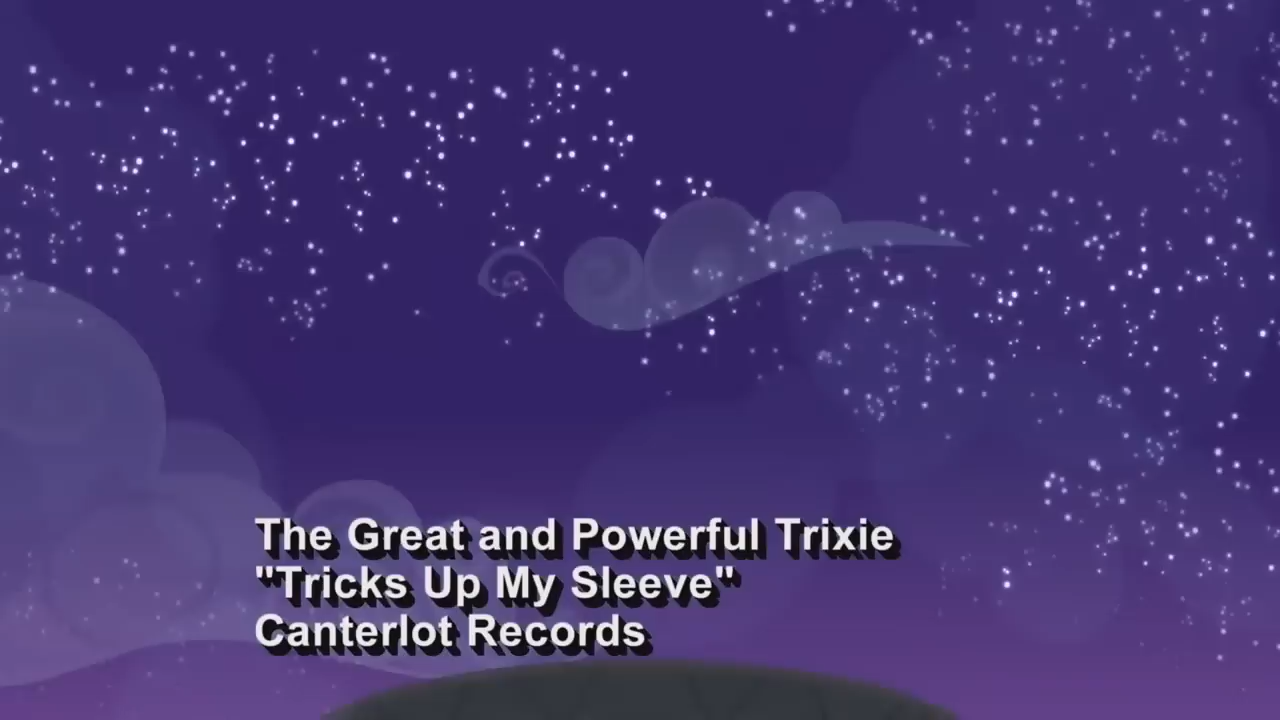 The Great and Powerful Trixie
"Tricks Up My Sleeve"
Canterlot Records